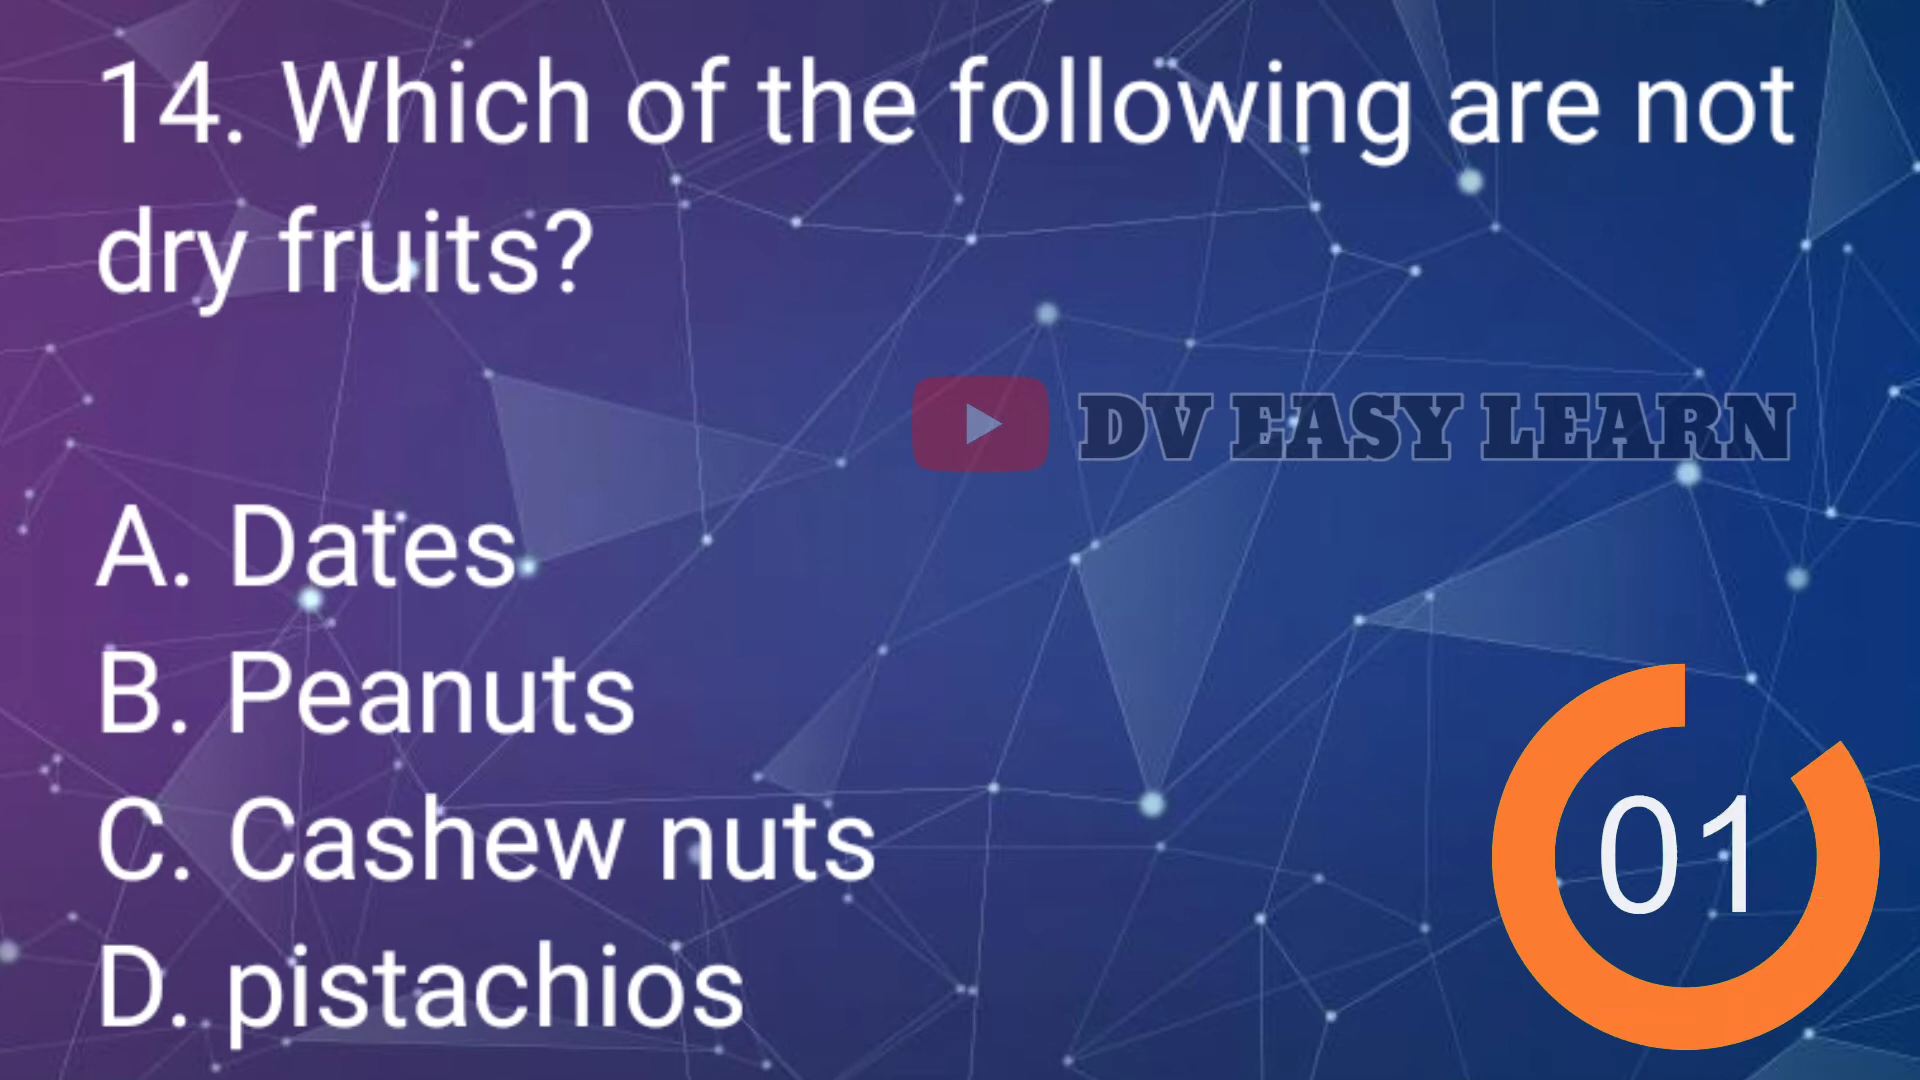 14. Which of the following are not
dry fruits?
DV EASY LEARN
A. Dates
B. Peanuts
C. Cashew nuts
D. pistachios
01